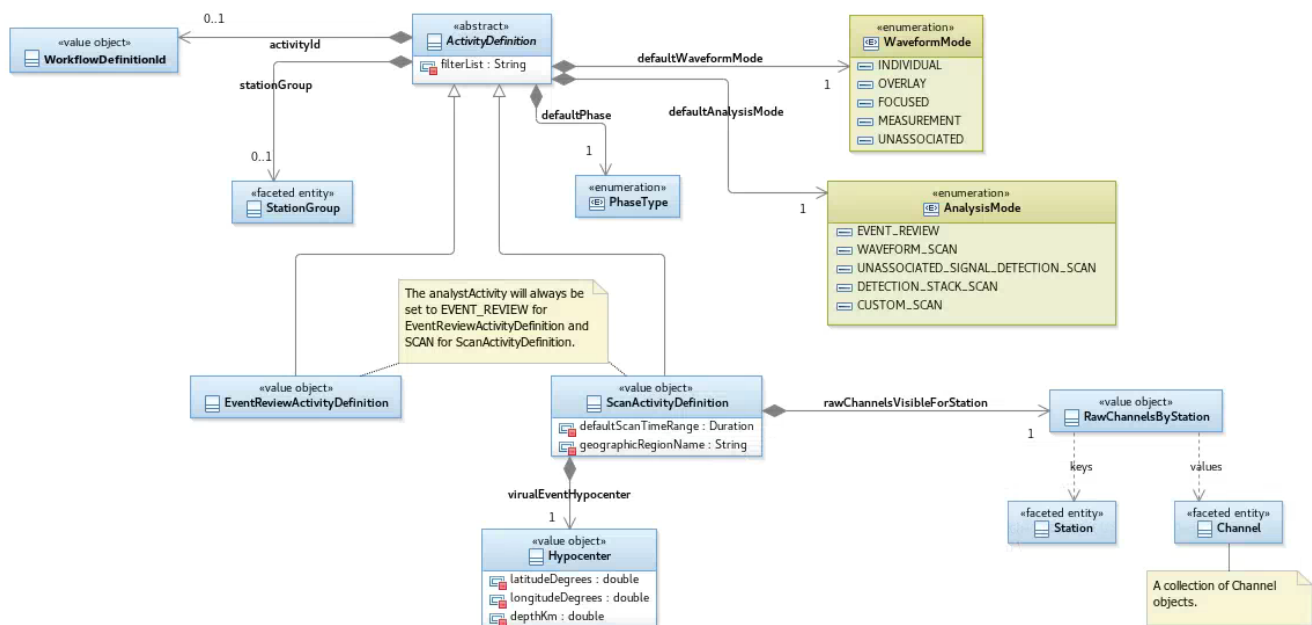 0..1
«value object»
WorkflowDefinitionId
activityId
«abstract»
ActivityDefinition
filterList : String
stationGroup
0..1
«faceted entity»
StationGroup
defaultPhase
1
«enumeration»
PhaseType
defaultWaveformMode
1
«enumeration»
WaveformMode
INDIVIDUAL
OVERLAY
FOCUSED
MEASUREMENT
UNASSOCIATED
defaultAnalysisMode
1
«enumeration»
AnalysisMode
EVENT_REVIEW
WAVEFORM_SCAN
UNASSOCIATED_SIGNAL_DETECTION_SCAN
DETECTION_STACK_SCAN
CUSTOM_SCAN
The analystActivity will always be
set to EVENT_REVIEW for
EventReviewActivityDefinition and
SCAN for ScanActivityDefinition.
«value object»
EventReviewActivityDefinition
«value object»
ScanActivityDefinition
defaultScanTimeRange : Duration
geographicRegionName : String
rawChannelsVisibleForStation
1
«value object»
RawChannelsByStation
keys
values
«faceted entity»
Station
«faceted entity»
Channel
A collection of Channel
objects.
virualEventHypocenter
1
«value object»
Hypocenter
latitudeDegrees : double
longitudeDegrees : double
depthKm : double